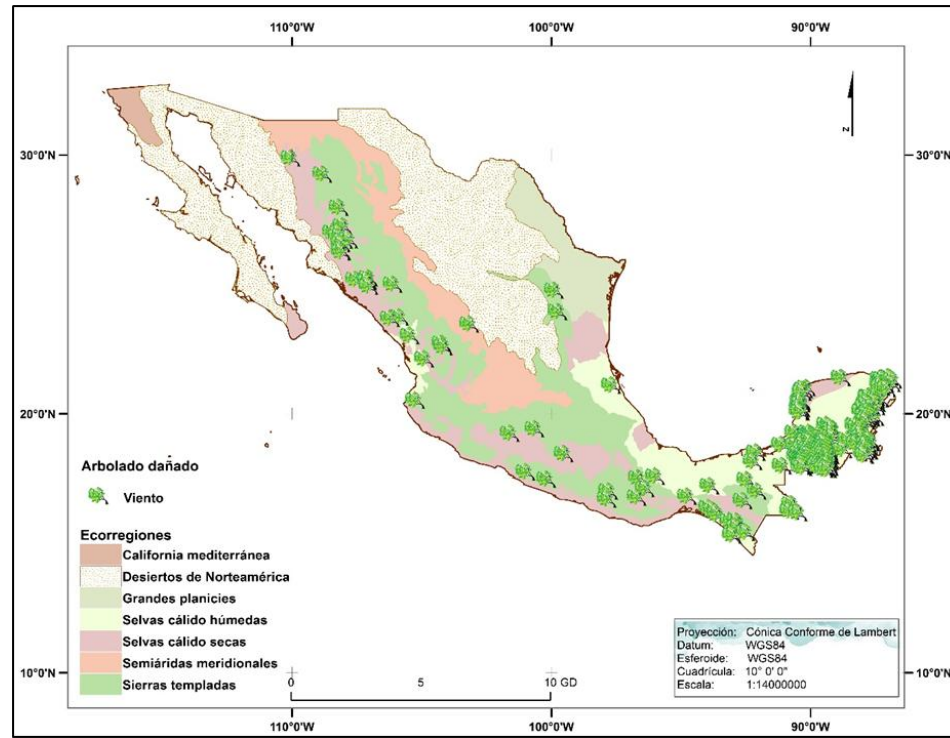 110°0'W 100°0'W 90°0'W
30°0'N 30°0'N
20°0'N 20°0'N
10°0'N 10°0'N
N
Arbolado dañado
Viento
Ecorregiones
California mediterránea
Desiertos de Norteamérica
Grandes planicies
Selvas cálido húmedas
Selvas cálido secas
Semiáridas meridionales
Sierras templadas
0 5 10 GD
Proyección: Cónica Conforme de Lambert
Datum: WGS84
Esferoide: WGS84
Cuadrícula: 10° 0' 0"
Escala: 1:14000000
110°0'W 100°0'W 90°0'W